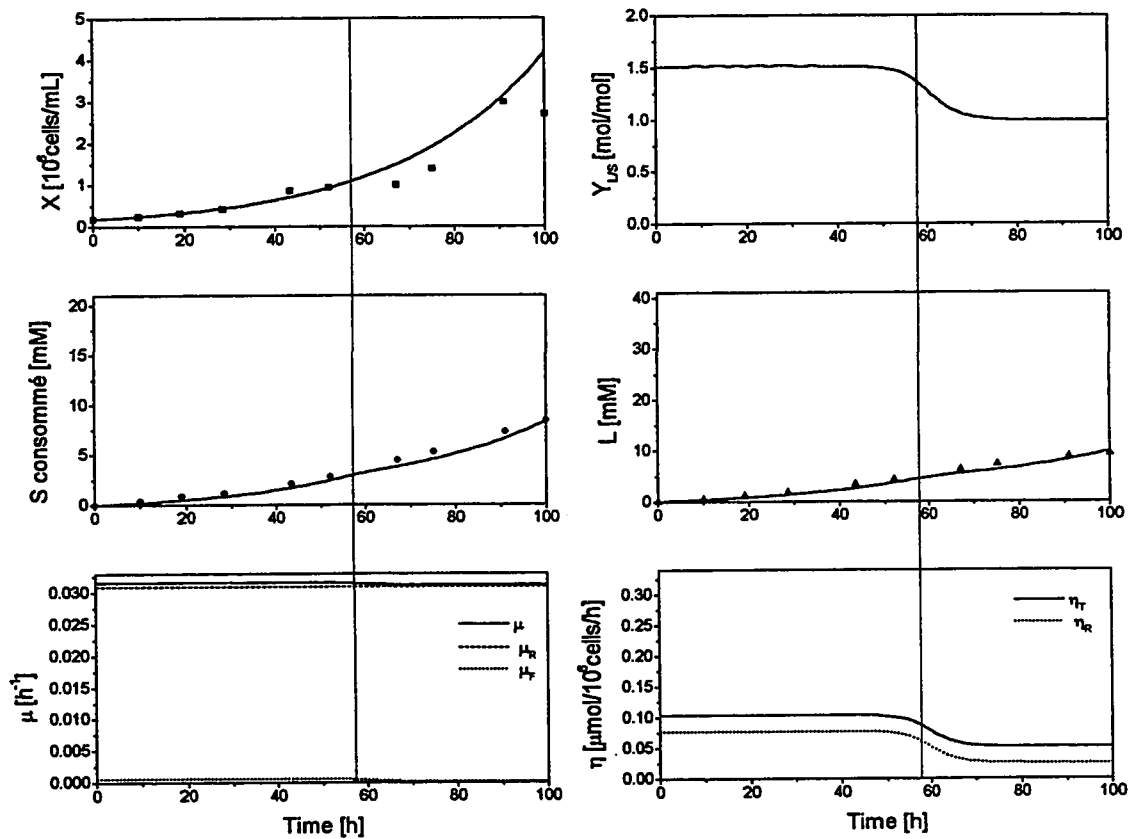 X [10⁶cells/mL]
5
4
3
2
1
0
0 20 40 60 80 100
Y_L/S [mol/mol]
2.0
1.5
1.0
0.5
0.0
0 20 40 60 80 100
S consommé [mM]
20
15
10
5
0
0 20 40 60 80 100
L [mM]
40
30
20
10
0
0 20 40 60 80 100
μ [h⁻¹]
0.030
0.025
0.020
0.015
0.010
0.005
0.000
μ
μ_R
μ_F
0 20 40 60 80 100
Time [h]
η [μmol/10⁶cells/h]
0.30
0.25
0.20
0.15
0.10
0.05
0.00
η_T
η_R
0 20 40 60 80 100
Time [h]